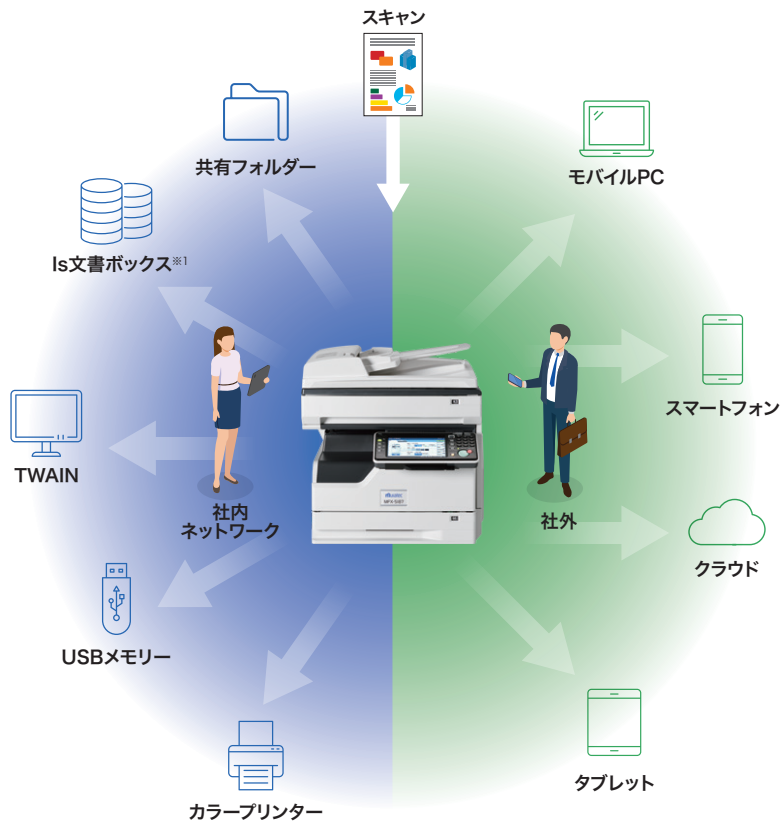 スキャン
共有フォルダー
モバイルPC
Is文書ボックス※1
スマートフォン
TWAIN
社内
ネットワーク
社外
クラウド
USBメモリー
タブレット
カラープリンター